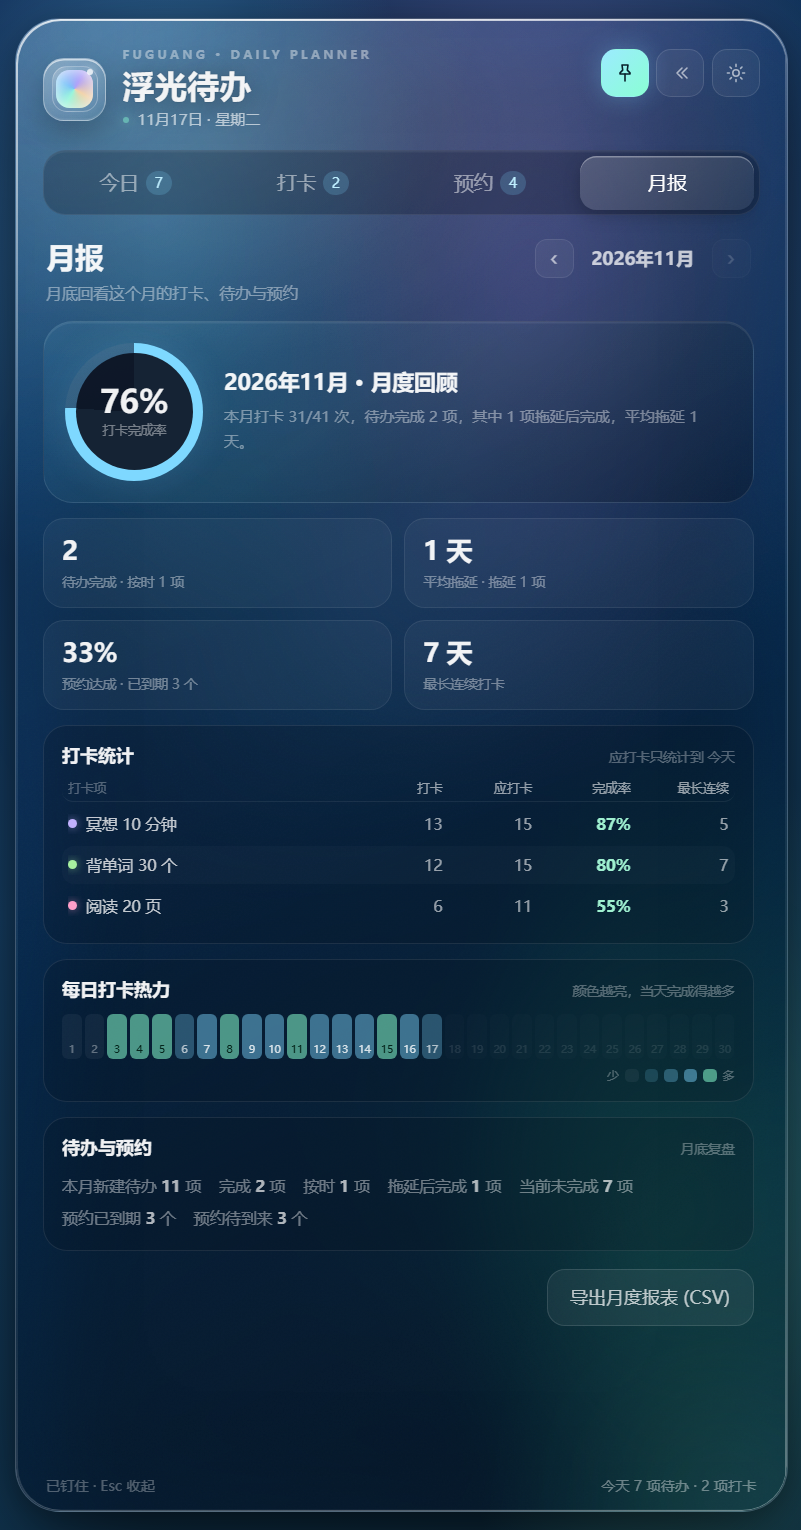 FUGUANG · DAILY PLANNER
浮光待办
11月17日 · 星期二
今日 7 打卡 2 预约 4 月报
月报
‹ 2026年11月 ›
月底回看这个月的打卡、待办与预约
76%
打卡完成率
2026年11月 · 月度回顾
本月打卡 31/41 次，待办完成 2 项，其中 1 项拖延后完成，平均拖延 1
天。
2
待办完成 · 按时 1 项
1 天
平均拖延 · 拖延 1 项
33%
预约达成 · 已到期 3 个
7 天
最长连续打卡
打卡统计 应打卡只统计到 今天
打卡项 打卡 应打卡 完成率 最长连续
冥想 10 分钟 13 15 87% 5
背单词 30 个 12 15 80% 7
阅读 20 页 6 11 55% 3
每日打卡热力 颜色越亮，当天完成得越多
1 2 3 4 5 6 7 8 9 10 11 12 13 14 15 16 17 18 19 20 21 22 23 24 25 26 27 28 29 30
少 多
待办与预约 月底复盘
本月新建待办 11 项 完成 2 项 按时 1 项 拖延后完成 1 项 当前未完成 7 项
预约已到期 3 个 预约待到来 3 个
导出月度报表 (CSV)
已钉住 · Esc 收起 今天 7 项待办 · 2 项打卡